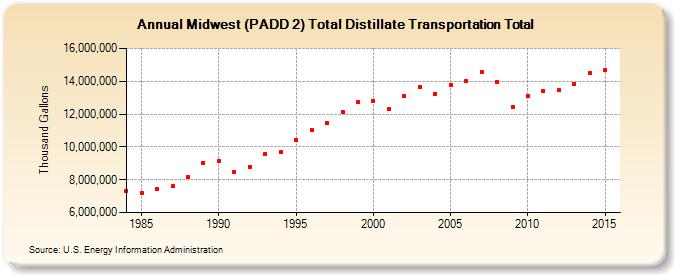 Annual Midwest (PADD 2) Total Distillate Transportation Total
Thousand Gallons
16,000,000
14,000,000
12,000,000
10,000,000
8,000,000
6,000,000
1985 1990 1995 2000 2005 2010 2015
Source: U.S. Energy Information Administration